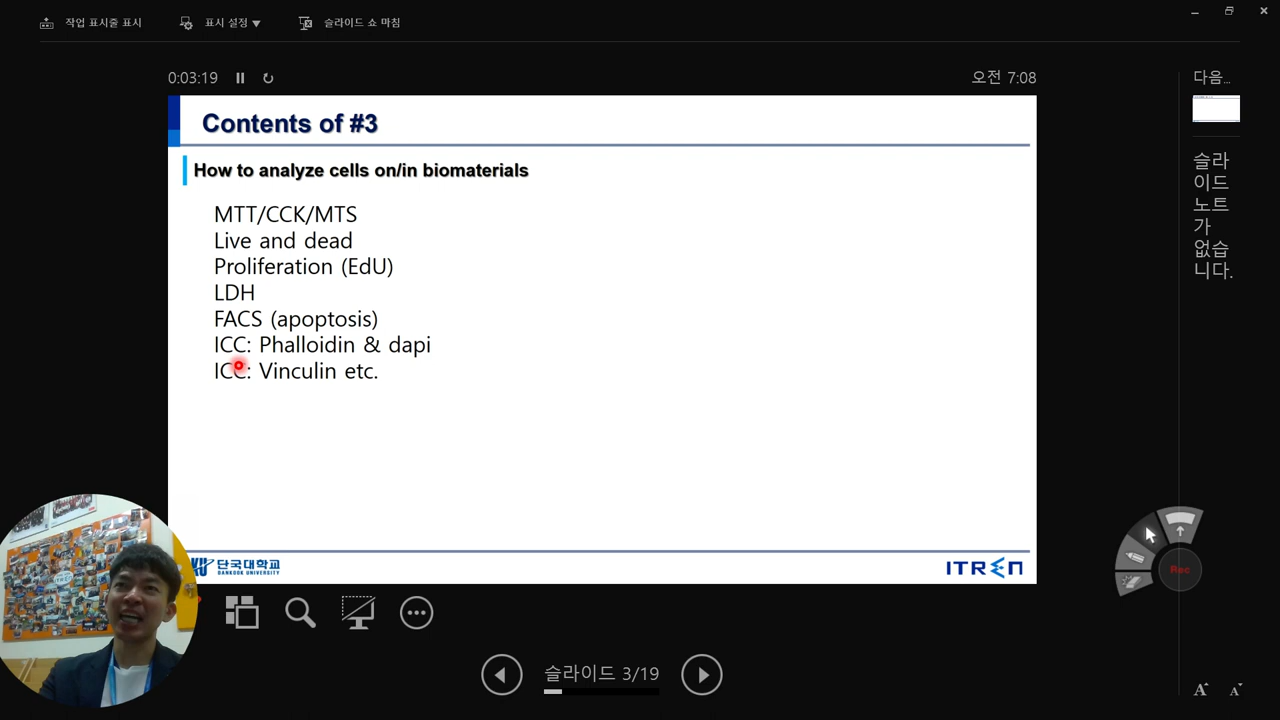 작업 표시줄 표시
표시 설정 ▼
슬라이드 쇼 마침
0:03:19
오전 7:08
다음...
Contents of #3
How to analyze cells on/in biomaterials
MTT/CCK/MTS
Live and dead
Proliferation (EdU)
LDH
FACS (apoptosis)
ICC: Phalloidin & dapi
ICC: Vinculin etc.
단국대학교
DANKOOK UNIVERSITY
ITREN
슬라
이드
노트
가
없습
니다.
Rec
슬라이드 3/19
A
A